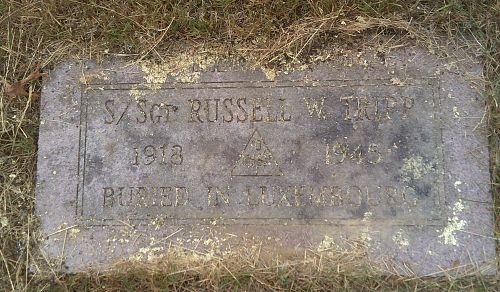 S/Sgt RUSSELL W. TRIPP
1918 1945
BURIED IN LUXEMBOURG